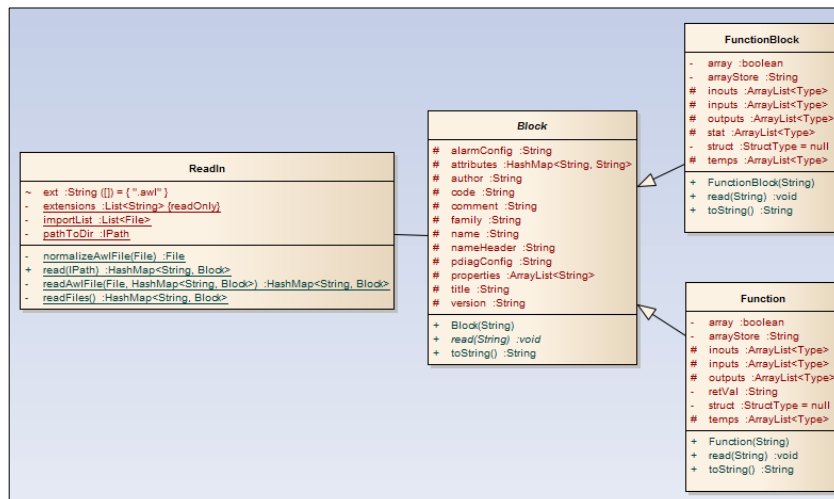 ReadIn
~ ext :String ([]) = { ".awl" }
- extensions :List<String> {readOnly}
- importList :List<File>
- pathToDir :IPath
- normalizeAwlFile(File) :File
+ read(IPath) :HashMap<String, Block>
- readAwlFile(File, HashMap<String, Block>) :HashMap<String, Block>
- readFiles() :HashMap<String, Block>
Block
# alarmConfig :String
# attributes :HashMap<String, String>
# author :String
# code :String
# comment :String
# family :String
# name :String
# nameHeader :String
# pdiagConfig :String
# properties :ArrayList<String>
# title :String
# version :String
+ Block(String)
+ read(String) :void
+ toString() :String
FunctionBlock
- array :boolean
- arrayStore :String
# inouts :ArrayList<Type>
# inputs :ArrayList<Type>
# outputs :ArrayList<Type>
# stat :ArrayList<Type>
- struct :StructType = null
# temps :ArrayList<Type>
+ FunctionBlock(String)
+ read(String) :void
+ toString() :String
Function
- array :boolean
- arrayStore :String
# inouts :ArrayList<Type>
# inputs :ArrayList<Type>
# outputs :ArrayList<Type>
- retVal :String
- struct :StructType = null
# temps :ArrayList<Type>
+ Function(String)
+ read(String) :void
+ toString() :String